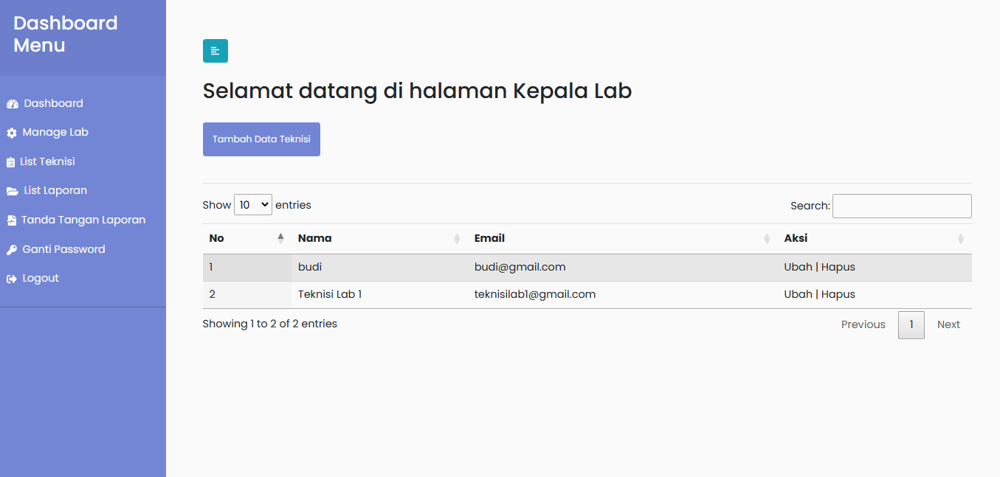 Dashboard
Menu
Dashboard
Manage Lab
List Teknisi
List Laporan
Tanda Tangan Laporan
Ganti Password
Logout
Selamat datang di halaman Kepala Lab
Tambah Data Teknisi
Show 10 entries
Search:
No Nama Email Aksi
1 budi budi@gmail.com Ubah | Hapus
2 Teknisi Lab 1 teknisilab1@gmail.com Ubah | Hapus
Showing 1 to 2 of 2 entries
Previous 1 Next